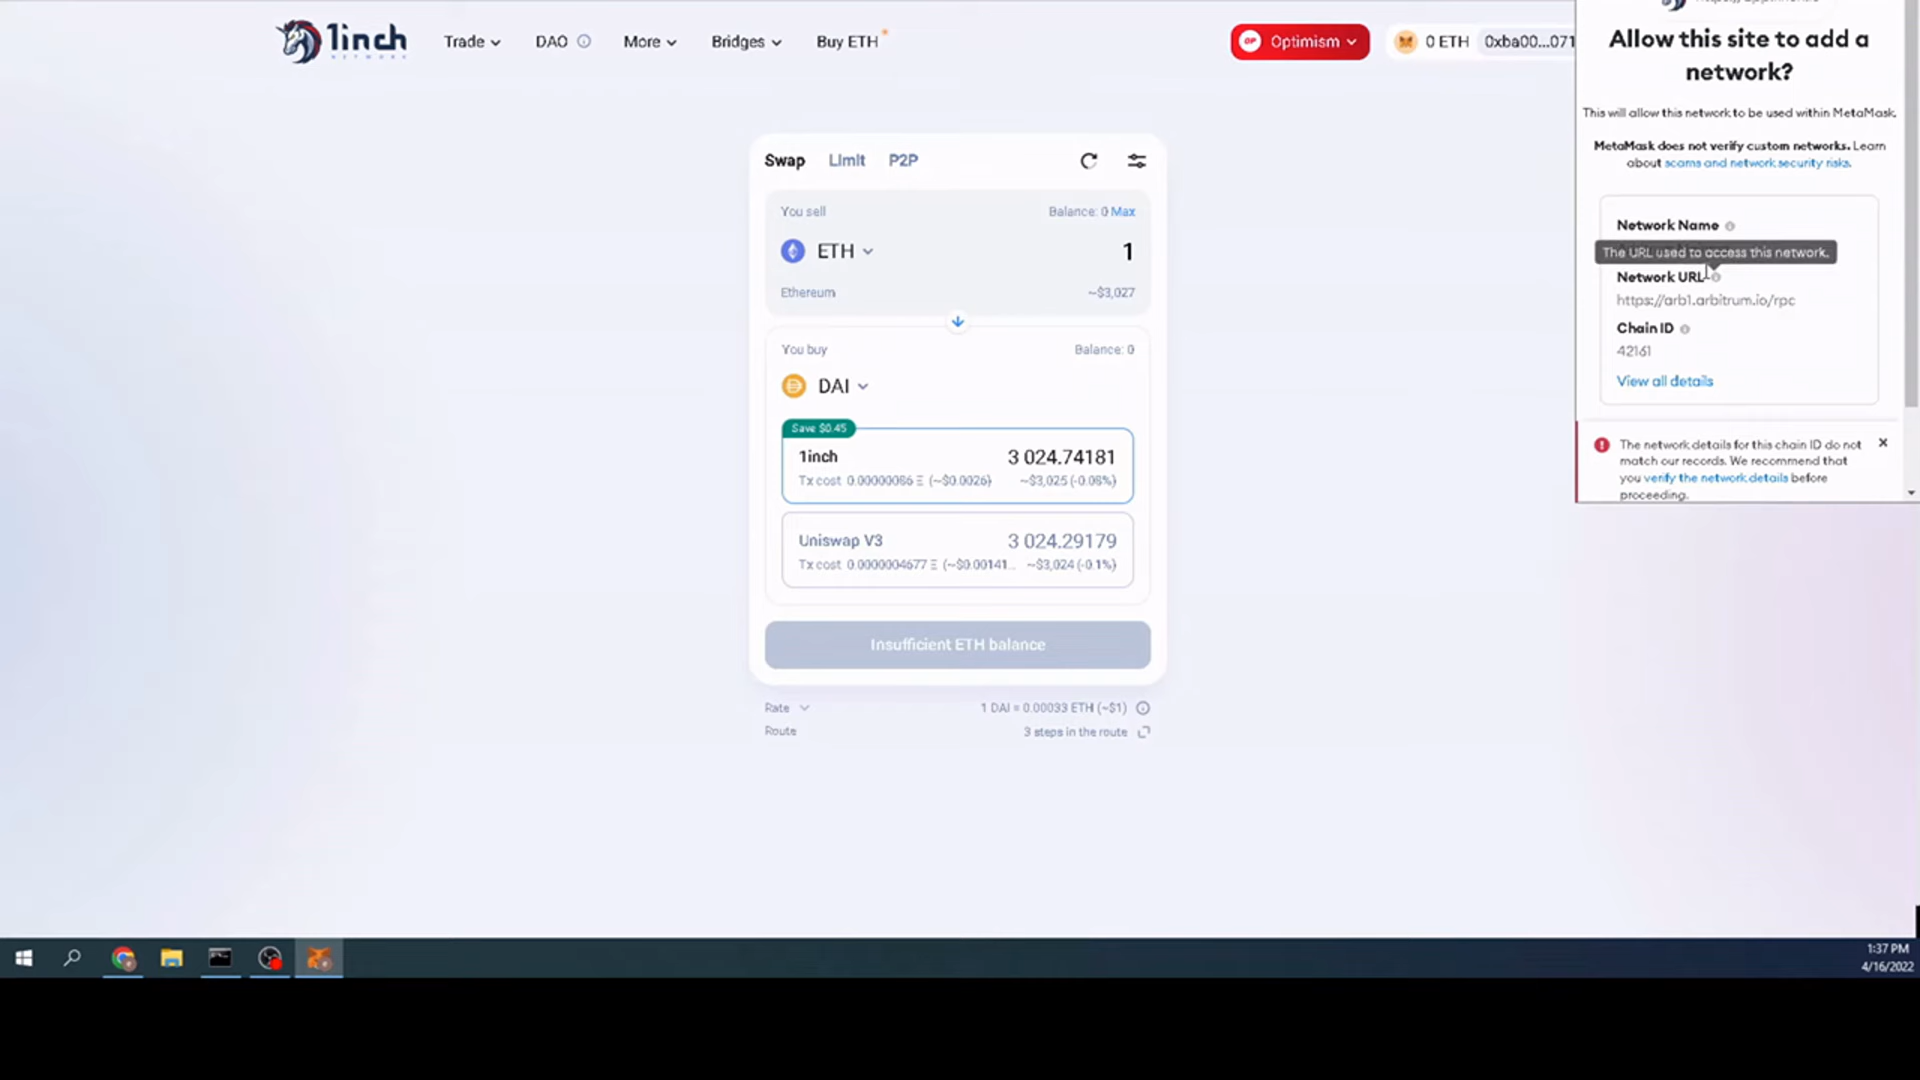 1inch
NETWORK
Trade
DAO
More
Bridges
Buy ETH
Optimism
0 ETH
0xba00...071
Allow this site to add a
network?
This will allow this network to be used within MetaMask.
MetaMask does not verify custom networks. Learn
about scams and network security risks.
Network Name
The URL used to access this network.
Network URL
https://arb1.arbitrum.io/rpc
Chain ID
42161
View all details
The network details for this chain ID do not
match our records. We recommend that
you verify the network details before
proceeding.
Swap
Limit
P2P
You sell
Balance: 0 Max
ETH
1
Ethereum
~$3,027
You buy
Balance: 0
DAI
Save $0.45
1inch
3 024.74181
Tx cost 0.00000086 Ξ (~$0.0026)
~$3,025 (-0.08%)
Uniswap V3
3 024.29179
Tx cost 0.0000004677 Ξ (~$0.00141...
~$3,024 (-0.1%)
Insufficient ETH balance
Rate
1 DAI = 0.00033 ETH (~$1)
Route
3 steps in the route
1:37 PM
4/16/2022